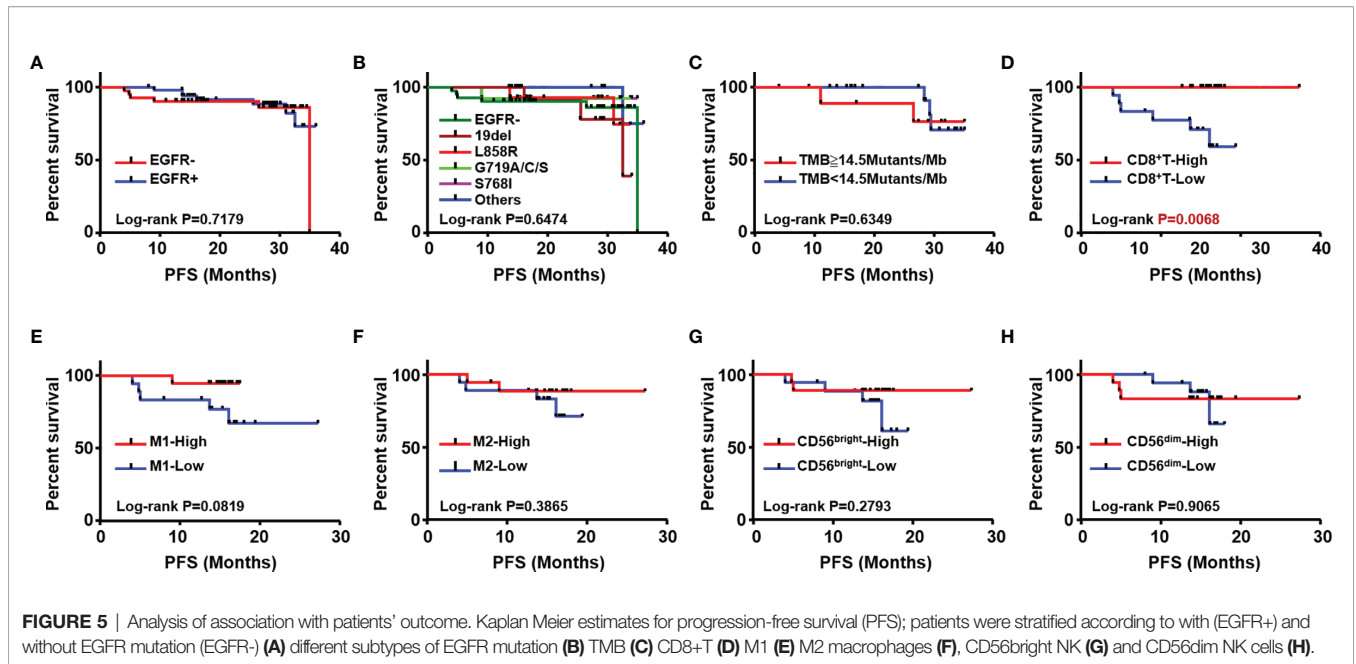 A
Percent survival
100
50
0
EGFR-
EGFR+
Log-rank P=0.7179
0 10 20 30 40
PFS (Months)
B
Percent survival
100
50
0
EGFR-
19del
L858R
G719A/C/S
S768I
Others
Log-rank P=0.6474
0 10 20 30 40
PFS (Months)
C
Percent survival
100
50
0
TMB≧14.5Mutants/Mb
TMB<14.5Mutants/Mb
Log-rank P=0.6349
0 10 20 30 40
PFS (Months)
D
Percent survival
100
50
0
CD8⁺T-High
CD8⁺T-Low
Log-rank P=0.0068
0 10 20 30 40
PFS (Months)
E
Percent survival
100
50
0
M1-High
M1-Low
Log-rank P=0.0819
0 10 20 30
PFS (Months)
F
Percent survival
100
50
0
M2-High
M2-Low
Log-rank P=0.3865
0 10 20 30
PFS (Months)
G
Percent survival
100
50
0
CD56ᵇʳⁱᵍʰᵗ-High
CD56ᵇʳⁱᵍʰᵗ-Low
Log-rank P=0.2793
0 10 20 30
PFS (Months)
H
Percent survival
100
50
0
CD56ᵈⁱᵐ-High
CD56ᵈⁱᵐ-Low
Log-rank P=0.9065
0 10 20 30
PFS (Months)
FIGURE 5 | Analysis of association with patients' outcome. Kaplan Meier estimates for progression-free survival (PFS); patients were stratified according to with (EGFR+) and
without EGFR mutation (EGFR-) (A) different subtypes of EGFR mutation (B) TMB (C) CD8+T (D) M1 (E) M2 macrophages (F), CD56bright NK (G) and CD56dim NK cells (H).